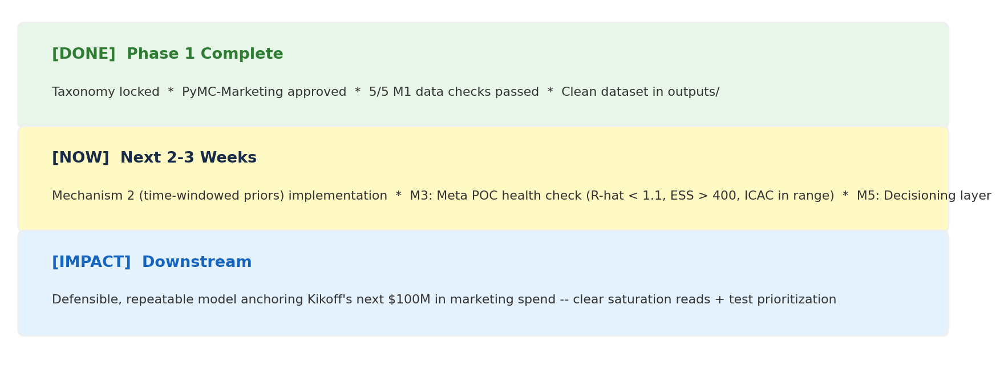 [DONE]  Phase 1 Complete
Taxonomy locked  *  PyMC-Marketing approved  *  5/5 M1 data checks passed  *  Clean dataset in outputs/
[NOW]  Next 2-3 Weeks
Mechanism 2 (time-windowed priors) implementation  *  M3: Meta POC health check (R-hat < 1.1, ESS > 400, ICAC in range)  *  M5: Decisioning layer
[IMPACT]  Downstream
Defensible, repeatable model anchoring Kikoff's next $100M in marketing spend -- clear saturation reads + test prioritization